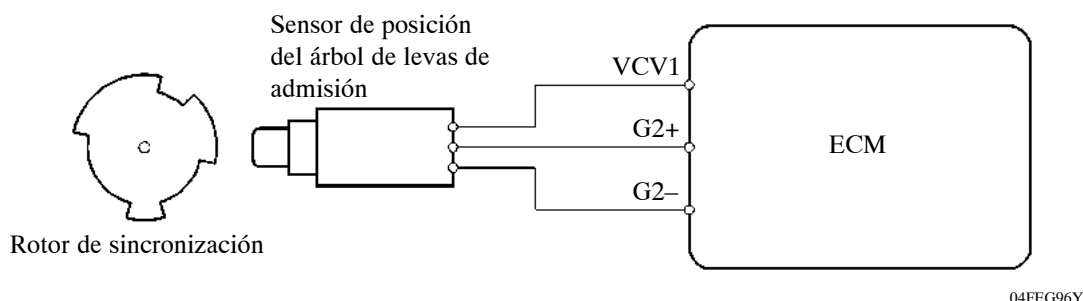 Sensor de posición
del árbol de levas de
admisión
VCV1
G2+
ECM
G2–
Rotor de sincronización
04FEG96Y